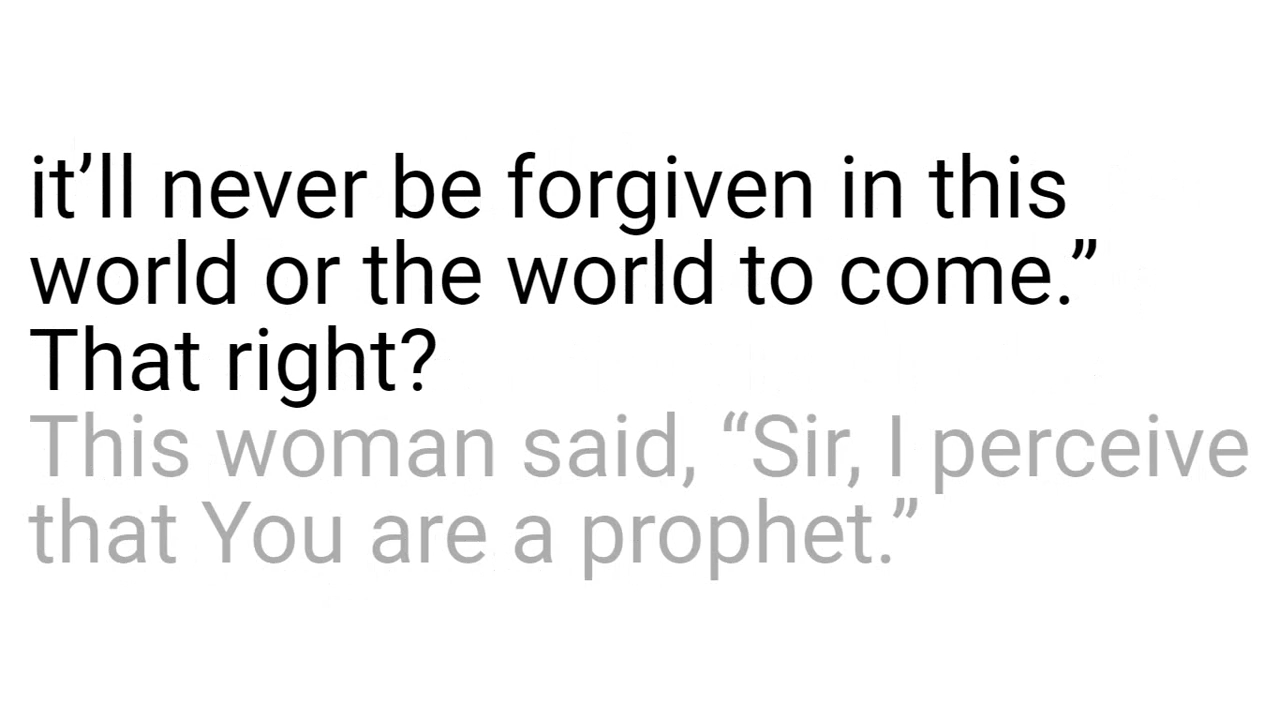 it’ll never be forgiven in this
world or the world to come.”
That right?
This woman said, “Sir, I perceive
that You are a prophet.”